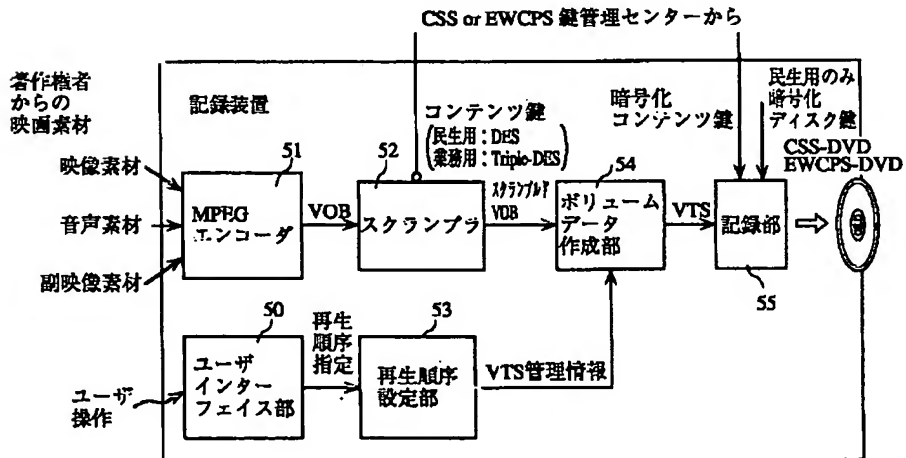 CSS or EWCPS 鍵管理センターから
著作権者
からの
映画素材
記録装置
コンテンツ鍵
(民生用：DES
業務用：Triple-DES)
暗号化
コンテンツ鍵
民生用のみ
暗号化
ディスク鍵
CSS-DVD
EWCPS-DVD
映像素材
音声素材
副映像素材
51
MPEG
エンコーダ
VOB
52
スクランブラ
スクランブルド
VOB
54
ボリューム
データ
作成部
VTS
記録部
55
ユーザ
操作
50
ユーザ
インター
フェイス部
再生
順序
指定
53
再生順序
設定部
VTS管理情報